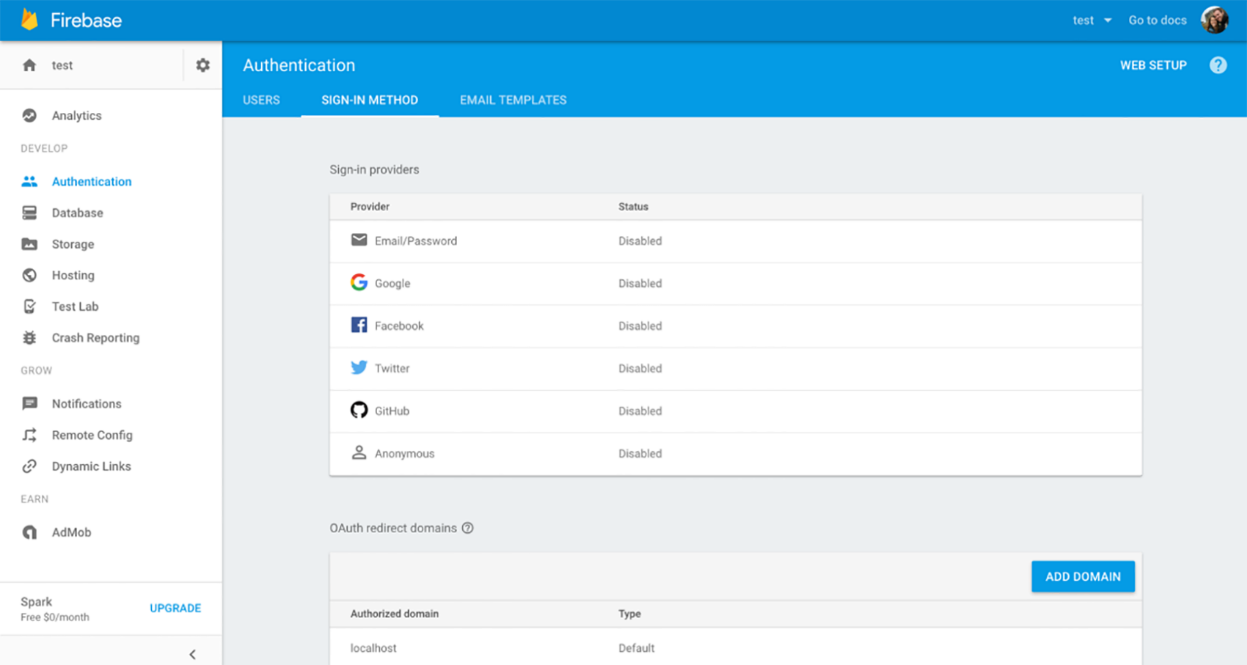 Firebase
test
Go to docs
test
Authentication
WEB SETUP
?
USERS
SIGN-IN METHOD
EMAIL TEMPLATES
Analytics
DEVELOP
Authentication
Database
Storage
Hosting
Test Lab
Crash Reporting
GROW
Notifications
Remote Config
Dynamic Links
EARN
AdMob
Spark
Free $0/month
UPGRADE
Sign-in providers
Provider Status
Email/Password Disabled
Google Disabled
Facebook Disabled
Twitter Disabled
GitHub Disabled
Anonymous Disabled
OAuth redirect domains ?
ADD DOMAIN
Authorized domain Type
localhost Default